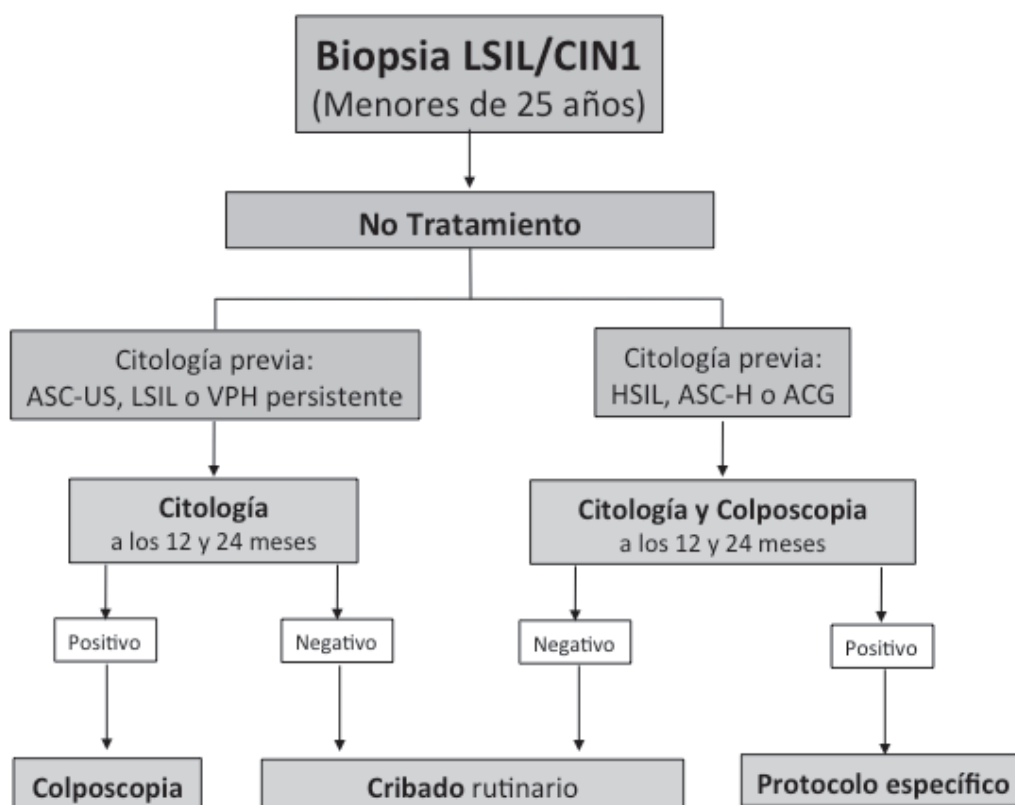 Biopsia LSIL/CIN1
(Menores de 25 años)
No Tratamiento
Citología previa:
ASC-US, LSIL o VPH persistente
Citología previa:
HSIL, ASC-H o ACG
Citología
a los 12 y 24 meses
Citología y Colposcopia
a los 12 y 24 meses
Positivo
Negativo
Negativo
Positivo
Colposcopia
Cribado rutinario
Protocolo específico